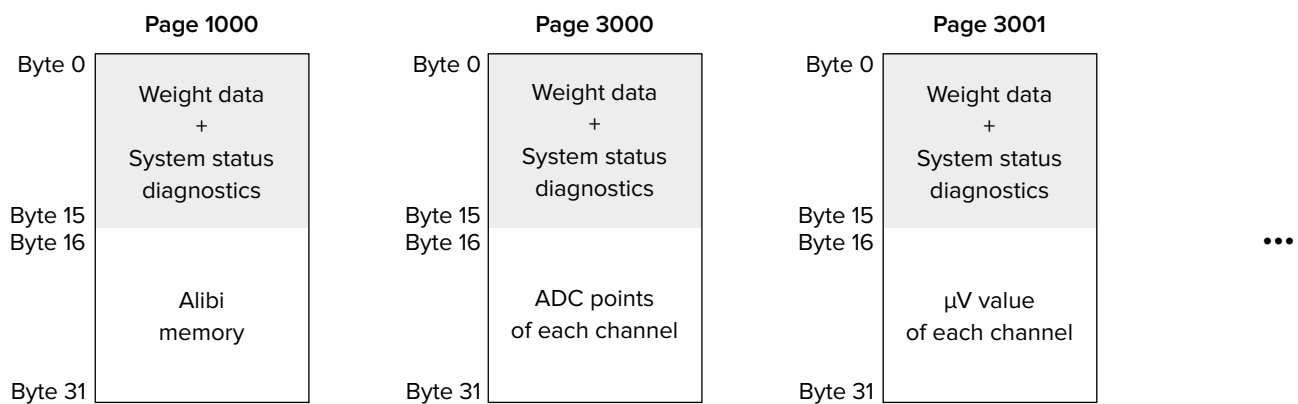 Page 1000
Byte 0
Weight data
+
System status
diagnostics
Byte 15
Byte 16
Alibi
memory
Byte 31
Page 3000
Byte 0
Weight data
+
System status
diagnostics
Byte 15
Byte 16
ADC points
of each channel
Byte 31
Page 3001
Byte 0
Weight data
+
System status
diagnostics
Byte 15
Byte 16
µV value
of each channel
Byte 31
•••